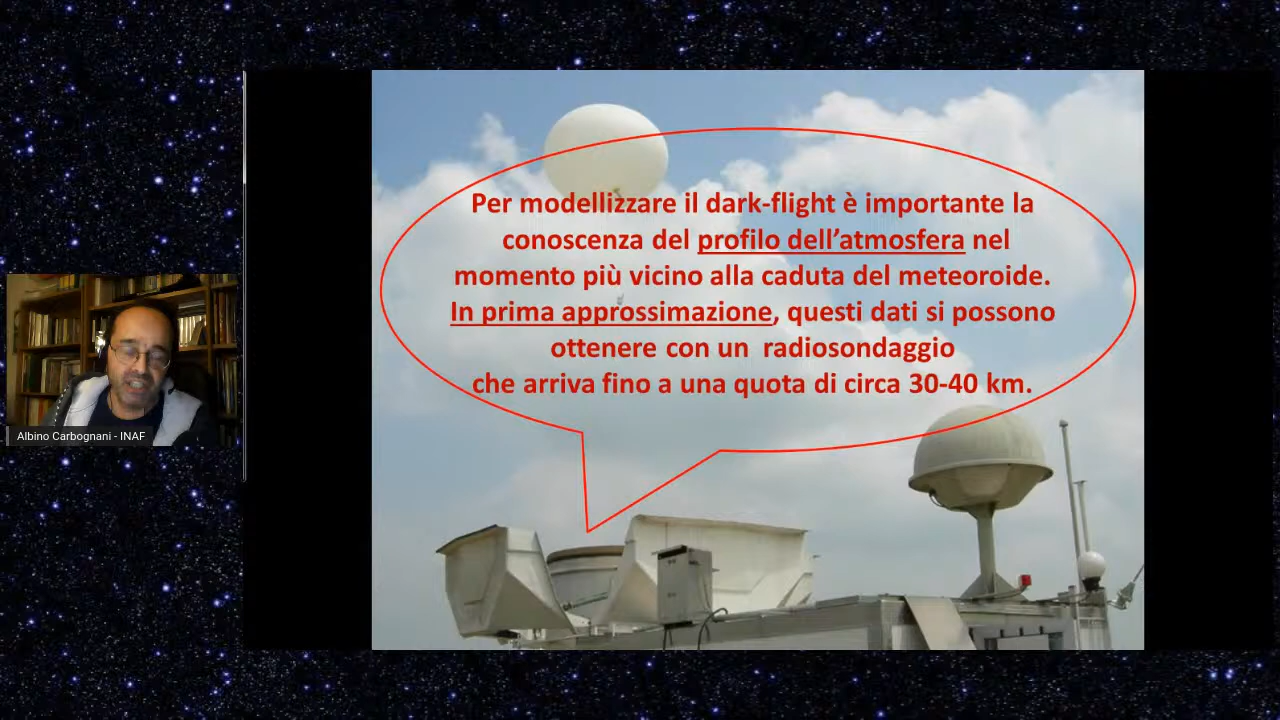 Per modellizzare il dark-flight è importante la
conoscenza del profilo dell’atmosfera nel
momento più vicino alla caduta del meteoroide.
In prima approssimazione, questi dati si possono
ottenere con un radiosondaggio
che arriva fino a una quota di circa 30-40 km.
Albino Carbognani - INAF